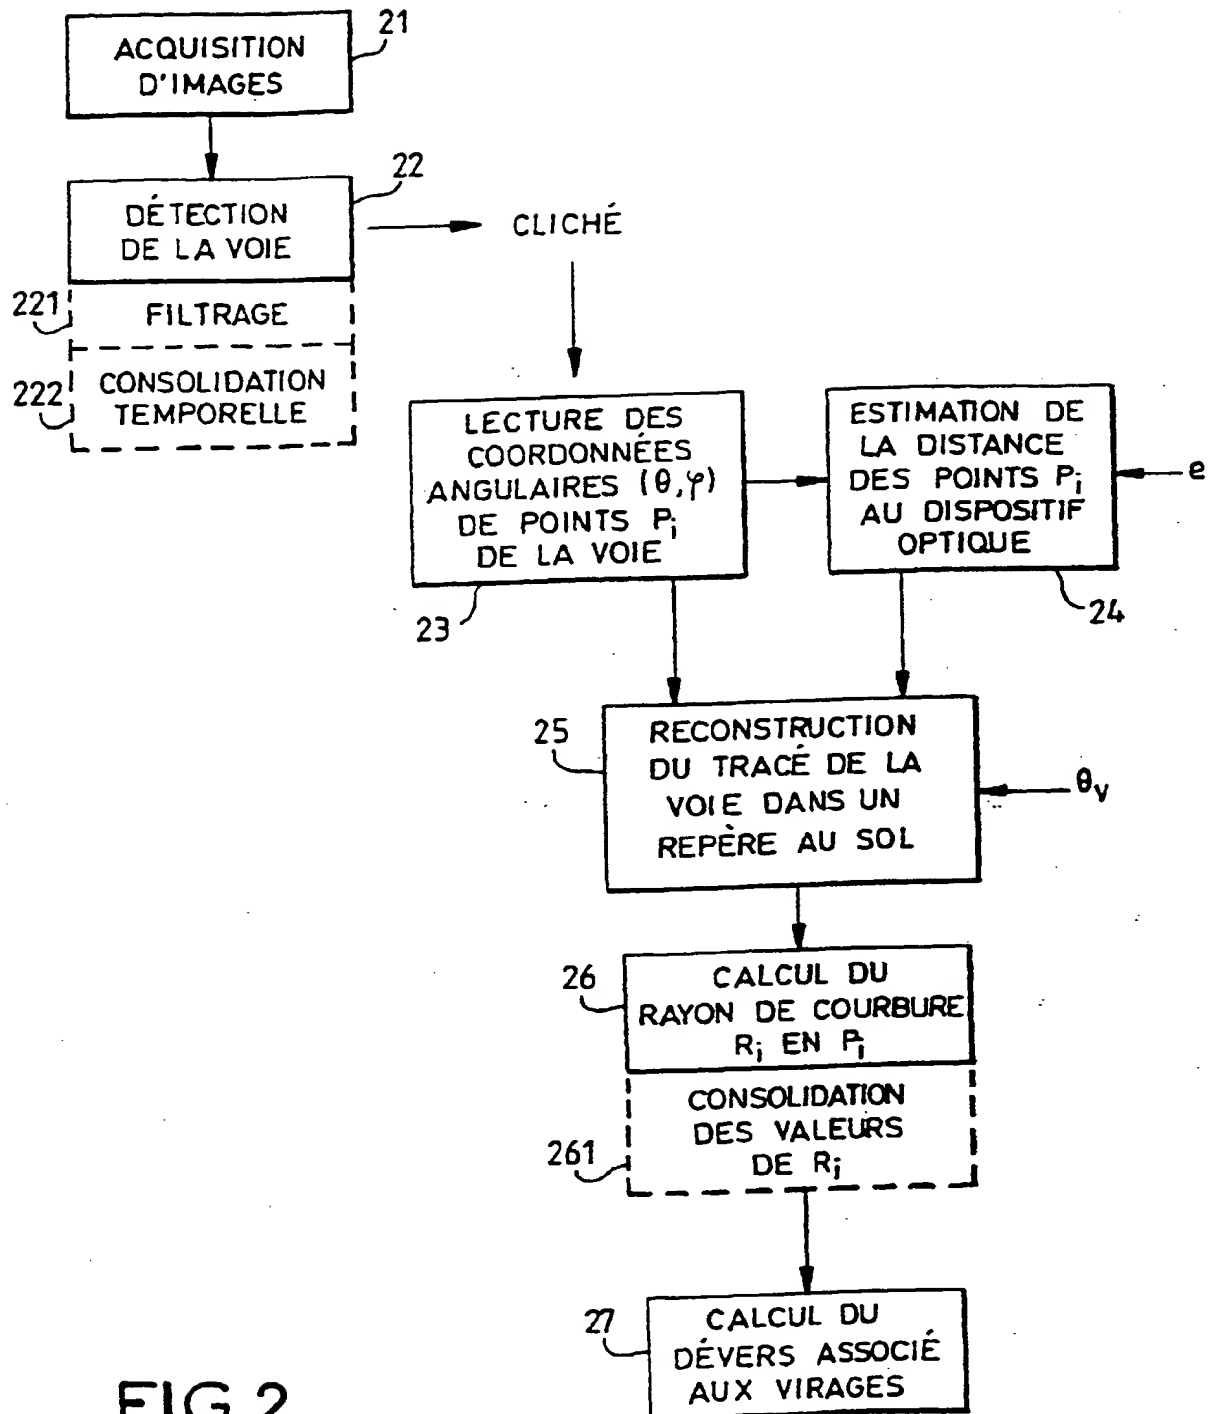 21
ACQUISITION
D'IMAGES
22
DÉTECTION
DE LA VOIE
CLICHÉ
221
FILTRAGE
222
CONSOLIDATION
TEMPORELLE
LECTURE DES
COORDONNÉES
ANGULAIRES (θ,φ)
DE POINTS Pi
DE LA VOIE
23
ESTIMATION DE
LA DISTANCE
DES POINTS Pi
AU DISPOSITIF
OPTIQUE
e
24
25
RECONSTRUCTION
DU TRACÉ DE LA
VOIE DANS UN
REPÈRE AU SOL
θv
26
CALCUL DU
RAYON DE COURBURE
Ri EN Pi
261
CONSOLIDATION
DES VALEURS
DE Ri
27
CALCUL DU
DÉVERS ASSOCIÉ
AUX VIRAGES
FIG.2